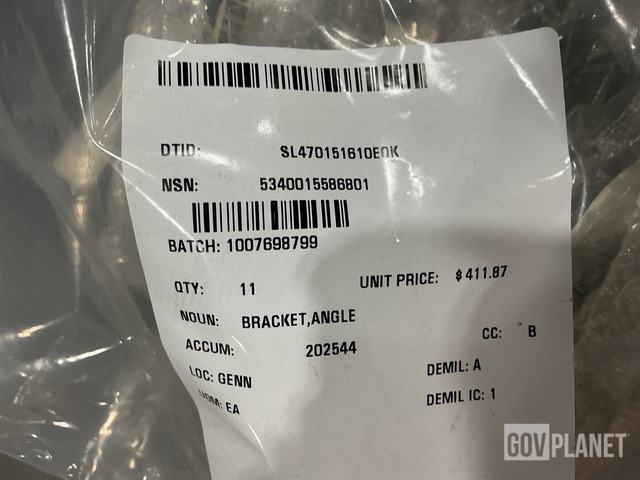 DTID: SL470151610EQK
NSN: 5340015586801
BATCH: 1007698799
QTY: 11 UNIT PRICE: $ 411.87
NOUN: BRACKET,ANGLE
ACCUM: 202544 CC: B
LOC: GENN DEMIL: A
UOM: EA DEMIL IC: 1
GOVPLANET